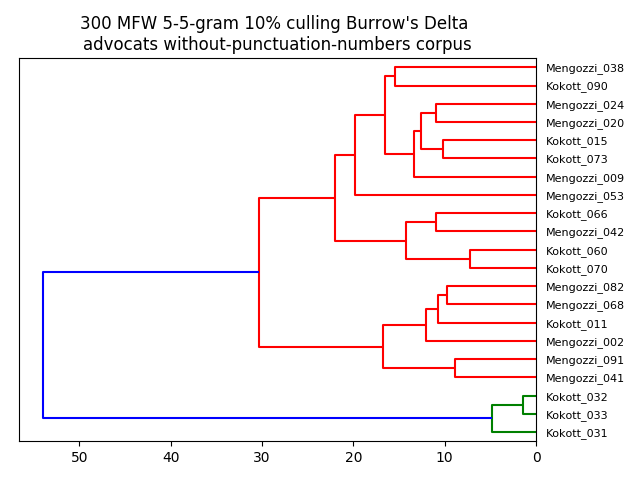 300 MFW 5-5-gram 10% culling Burrow's Delta
advocats without-punctuation-numbers corpus
Mengozzi_038
Kokott_090
Mengozzi_024
Mengozzi_020
Kokott_015
Kokott_073
Mengozzi_009
Mengozzi_053
Kokott_066
Mengozzi_042
Kokott_060
Kokott_070
Mengozzi_082
Mengozzi_068
Kokott_011
Mengozzi_002
Mengozzi_091
Mengozzi_041
Kokott_032
Kokott_033
Kokott_031
50 40 30 20 10 0